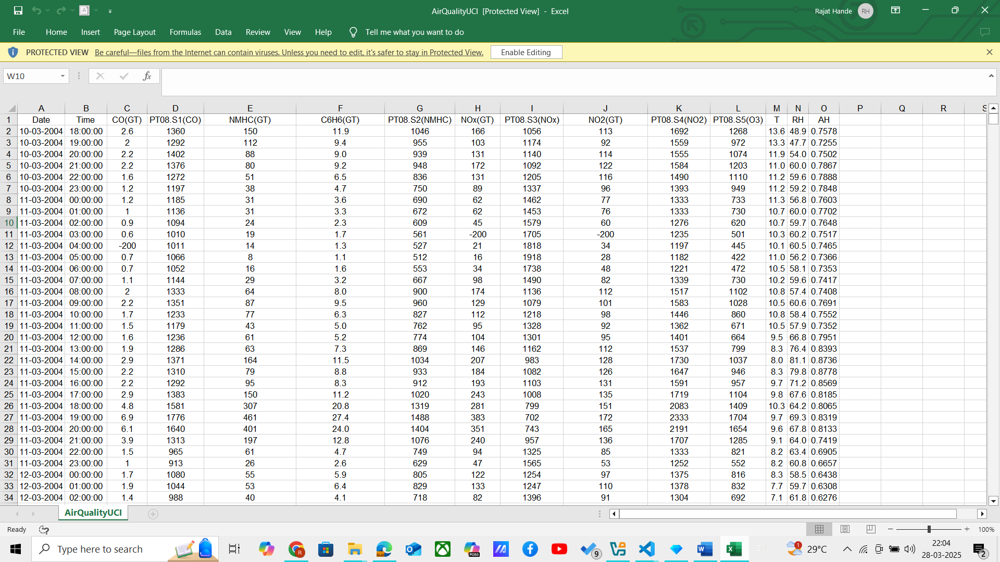 AirQualityUCI [Protected View] - Excel
Rajat Hande RH
File Home Insert Page Layout Formulas Data Review View Help Tell me what you want to do
PROTECTED VIEW Be careful—files from the Internet can contain viruses. Unless you need to edit, it's safer to stay in Protected View. Enable Editing
W10 fx
A B C D E F G H I J K L M N O P Q R S
1 Date Time CO(GT) PT08.S1(CO) NMHC(GT) C6H6(GT) PT08.S2(NMHC) NOx(GT) PT08.S3(NOx) NO2(GT) PT08.S4(NO2) PT08.S5(O3) T RH AH
2 10-03-2004 18:00:00 2.6 1360 150 11.9 1046 166 1056 113 1692 1268 13.6 48.9 0.7578
3 10-03-2004 19:00:00 2 1292 112 9.4 955 103 1174 92 1559 972 13.3 47.7 0.7255
4 10-03-2004 20:00:00 2.2 1402 88 9.0 939 131 1140 114 1555 1074 11.9 54.0 0.7502
5 10-03-2004 21:00:00 2.2 1376 80 9.2 948 172 1092 122 1584 1203 11.0 60.0 0.7867
6 10-03-2004 22:00:00 1.6 1272 51 6.5 836 131 1205 116 1490 1110 11.2 59.6 0.7888
7 10-03-2004 23:00:00 1.2 1197 38 4.7 750 89 1337 96 1393 949 11.2 59.2 0.7848
8 11-03-2004 00:00:00 1.2 1185 31 3.6 690 62 1462 77 1333 733 11.3 56.8 0.7603
9 11-03-2004 01:00:00 1 1136 31 3.3 672 62 1453 76 1333 730 10.7 60.0 0.7702
10 11-03-2004 02:00:00 0.9 1094 24 2.3 609 45 1579 60 1276 620 10.7 59.7 0.7648
11 11-03-2004 03:00:00 0.6 1010 19 1.7 561 -200 1705 -200 1235 501 10.3 60.2 0.7517
12 11-03-2004 04:00:00 -200 1011 14 1.3 527 21 1818 34 1197 445 10.1 60.5 0.7465
13 11-03-2004 05:00:00 0.7 1066 8 1.1 512 16 1918 28 1182 422 11.0 56.2 0.7366
14 11-03-2004 06:00:00 0.7 1052 16 1.6 553 34 1738 48 1221 472 10.5 58.1 0.7353
15 11-03-2004 07:00:00 1.1 1144 29 3.2 667 98 1490 82 1339 730 10.2 59.6 0.7417
16 11-03-2004 08:00:00 2 1333 64 8.0 900 174 1136 112 1517 1102 10.8 57.4 0.7408
17 11-03-2004 09:00:00 2.2 1351 87 9.5 960 129 1079 101 1583 1028 10.5 60.6 0.7691
18 11-03-2004 10:00:00 1.7 1233 77 6.3 827 112 1218 98 1446 860 10.8 58.4 0.7552
19 11-03-2004 11:00:00 1.5 1179 43 5.0 762 95 1328 92 1362 671 10.5 57.9 0.7352
20 11-03-2004 12:00:00 1.6 1236 61 5.2 774 104 1301 95 1401 664 9.5 66.8 0.7951
21 11-03-2004 13:00:00 1.9 1286 63 7.3 869 146 1162 112 1537 799 8.3 76.4 0.8393
22 11-03-2004 14:00:00 2.9 1371 164 11.5 1034 207 983 128 1730 1037 8.0 81.1 0.8736
23 11-03-2004 15:00:00 2.2 1310 79 8.8 933 184 1082 126 1647 946 8.3 79.8 0.8778
24 11-03-2004 16:00:00 2.2 1292 95 8.3 912 193 1103 131 1591 957 9.7 71.2 0.8569
25 11-03-2004 17:00:00 2.9 1383 150 11.2 1020 243 1008 135 1719 1104 9.8 67.6 0.8185
26 11-03-2004 18:00:00 4.8 1581 307 20.8 1319 281 799 151 2083 1409 10.3 64.2 0.8065
27 11-03-2004 19:00:00 6.9 1776 461 27.4 1488 383 702 172 2333 1704 9.7 69.3 0.8319
28 11-03-2004 20:00:00 6.1 1640 401 24.0 1404 351 743 165 2191 1654 9.6 67.8 0.8133
29 11-03-2004 21:00:00 3.9 1313 197 12.8 1076 240 957 136 1707 1285 9.1 64.0 0.7419
30 11-03-2004 22:00:00 1.5 965 61 4.7 749 94 1325 85 1333 821 8.2 63.4 0.6905
31 11-03-2004 23:00:00 1 913 26 2.6 629 47 1565 53 1252 552 8.2 60.8 0.6657
32 12-03-2004 00:00:00 1.7 1080 55 5.9 805 122 1254 97 1375 816 8.3 58.5 0.6438
33 12-03-2004 01:00:00 1.9 1044 53 6.4 829 133 1247 110 1378 832 7.7 59.7 0.6308
34 12-03-2004 02:00:00 1.4 988 40 4.1 718 82 1396 91 1304 692 7.1 61.8 0.6276
AirQualityUCI
Ready 100%
Type here to search 9 29°C 22:04
28-03-2025 2